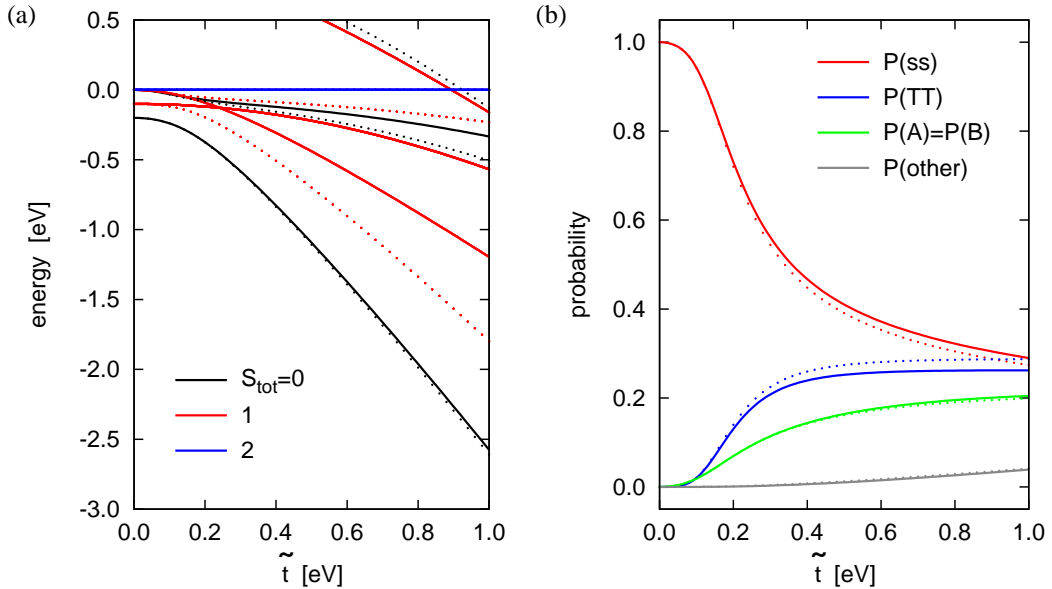 (a)
0.5
0.0
-0.5
-1.0
-1.5
-2.0
-2.5
-3.0
energy [eV]
S_tot=0
1
2
0.0 0.2 0.4 0.6 0.8 1.0
t̃ [eV]
(b)
1.0
0.8
0.6
0.4
0.2
0.0
probability
P(ss)
P(TT)
P(A)=P(B)
P(other)
0.0 0.2 0.4 0.6 0.8 1.0
t̃ [eV]